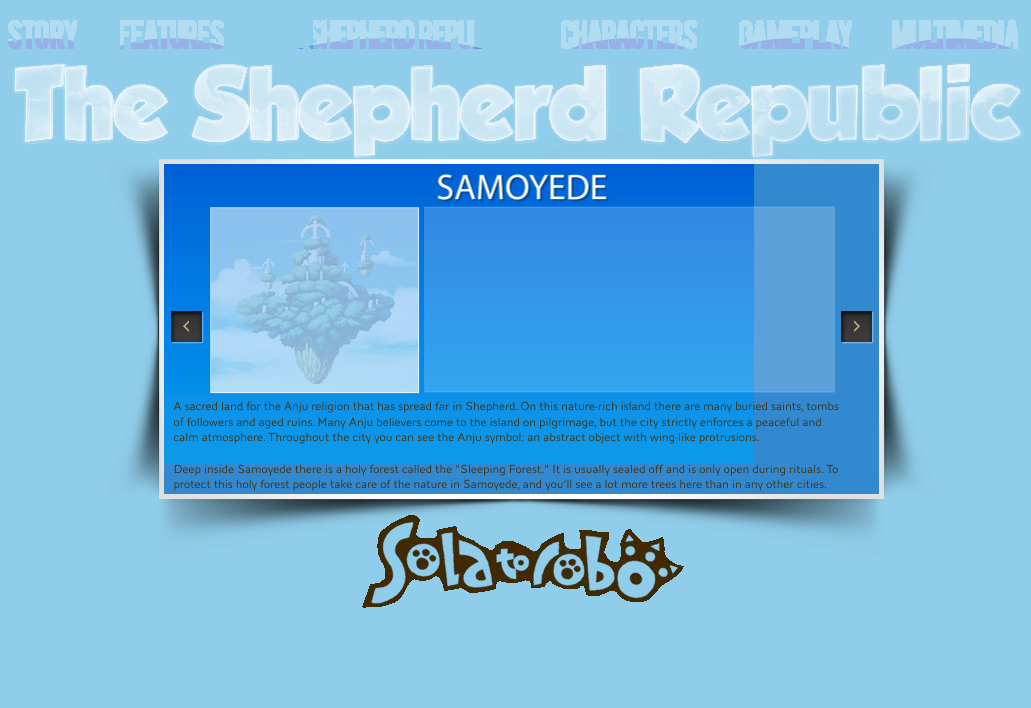 STORY FEATURES SHEPHERD REPU CHARACTERS GAMEPLAY MULTIMEDIA
The Shepherd Republic
SAMOYEDE
A sacred land for the Anju religion that has spread far in Shepherd. On this nature-rich island there are many buried saints, tombs
of followers and aged ruins. Many Anju believers come to the island on pilgrimage, but the city strictly enforces a peaceful and
calm atmosphere. Throughout the city you can see the Anju symbol: an abstract object with wing-like protrusions.
Deep inside Samoyede there is a holy forest called the "Sleeping Forest." It is usually sealed off and is only open during rituals. To
protect this holy forest people take care of the nature in Samoyede, and you'll see a lot more trees here than in any other cities.
Solatorobo